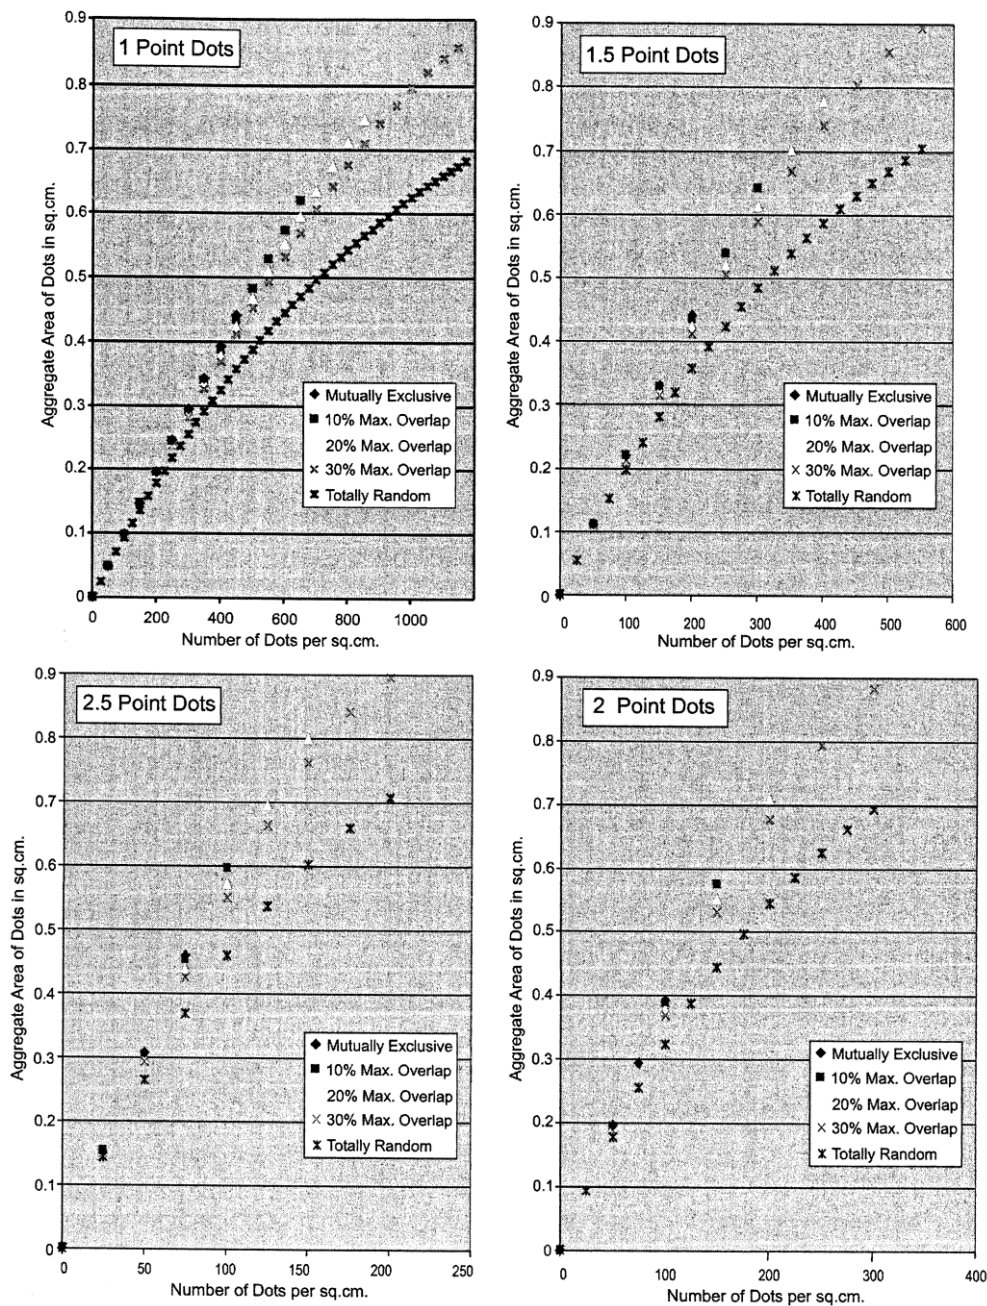 1 Point Dots
Aggregate Area of Dots in sq.cm.
0.9
0.8
0.7
0.6
0.5
0.4
0.3
0.2
0.1
0
Mutually Exclusive
10% Max. Overlap
20% Max. Overlap
30% Max. Overlap
Totally Random
0 200 400 600 800 1000
Number of Dots per sq.cm.
1.5 Point Dots
Aggregate Area of Dots in sq.cm.
0.9
0.8
0.7
0.6
0.5
0.4
0.3
0.2
0.1
0
Mutually Exclusive
10% Max. Overlap
20% Max. Overlap
30% Max. Overlap
Totally Random
0 100 200 300 400 500 600
Number of Dots per sq.cm.
2.5 Point Dots
Aggregate Area of Dots in sq.cm.
0.9
0.8
0.7
0.6
0.5
0.4
0.3
0.2
0.1
0
Mutually Exclusive
10% Max. Overlap
20% Max. Overlap
30% Max. Overlap
Totally Random
0 50 100 150 200 250
Number of Dots per sq.cm.
2 Point Dots
Aggregate Area of Dots in sq.cm.
0.9
0.8
0.7
0.6
0.5
0.4
0.3
0.2
0.1
0
Mutually Exclusive
10% Max. Overlap
20% Max. Overlap
30% Max. Overlap
Totally Random
0 100 200 300 400
Number of Dots per sq.cm.